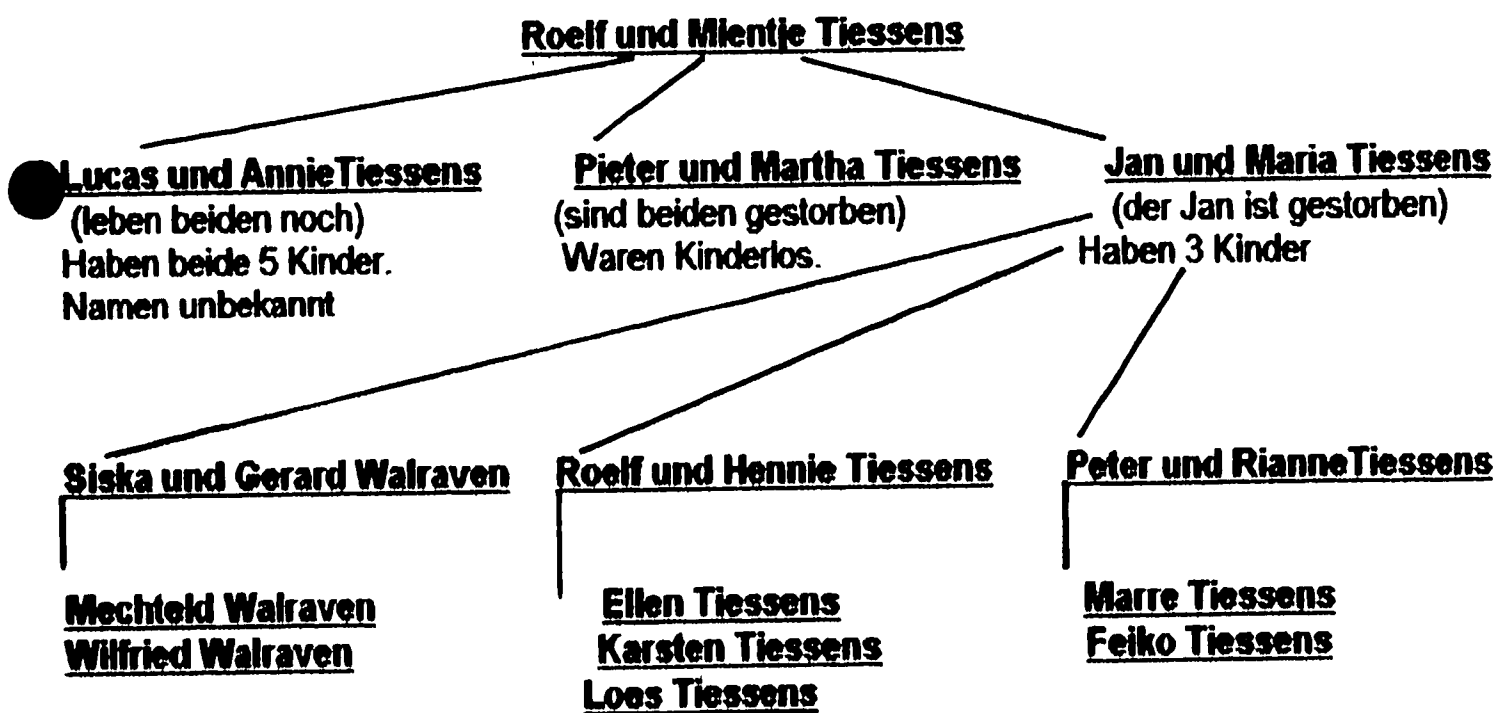 Roelf und Mientje Tiessens
Lucas und AnnieTiessens
(leben beiden noch)
Haben beide 5 Kinder.
Namen unbekannt
Pieter und Martha Tiessens
(sind beiden gestorben)
Waren Kinderlos.
Jan und Maria Tiessens
(der Jan ist gestorben)
Haben 3 Kinder
Siska und Gerard Walraven
Mechteld Walraven
Wilfried Walraven
Roelf und Hennie Tiessens
Ellen Tiessens
Karsten Tiessens
Loes Tiessens
Peter und RianneTiessens
Marre Tiessens
Feiko Tiessens